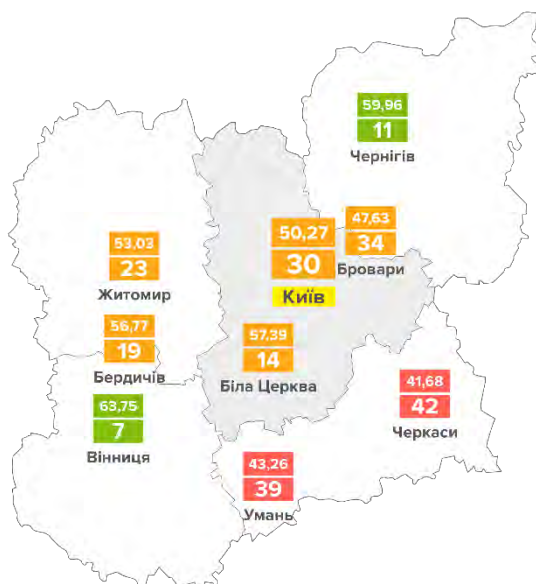 59,96
11
Чернігів
47,63
34
Бровари
50,27
30
Київ
53,03
23
Житомир
56,77
19
Бердичів
57,39
14
Біла Церква
63,75
7
Вінниця
41,68
42
Черкаси
43,26
39
Умань